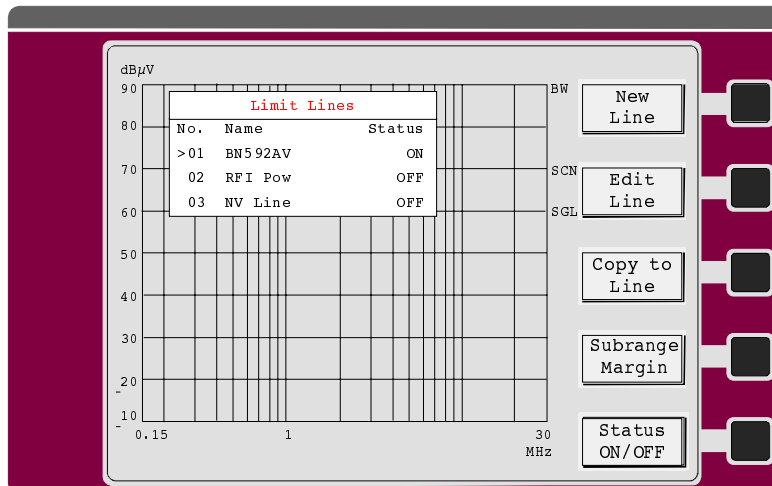 dBµV
90
80
70
60
50
40
30
20
10
Limit Lines
No. Name Status
>01 BN592AV ON
02 RFI Pow OFF
03 NV Line OFF
BW
SCN
SGL
0.15 1 30
MHz
New
Line
Edit
Line
Copy to
Line
Subrange
Margin
Status
ON/OFF